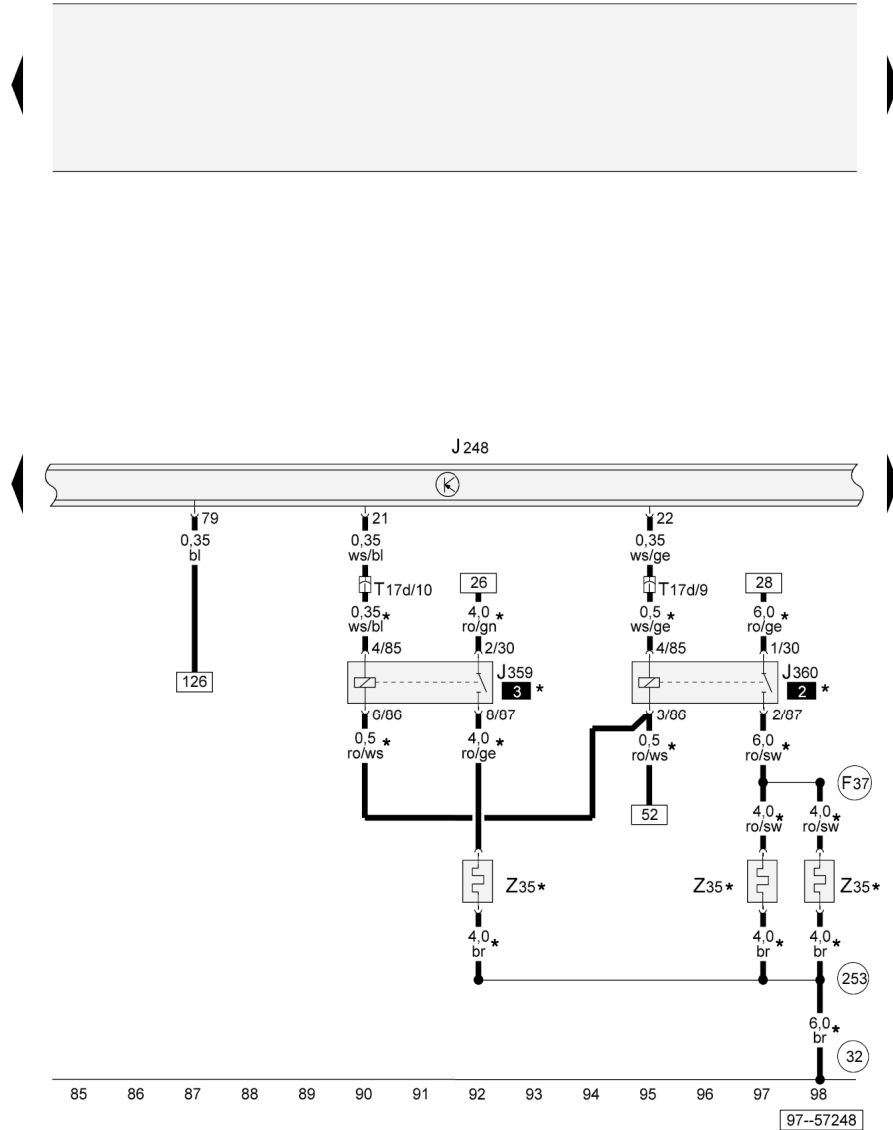 J248
79 21 22
0,35 0,35 0,35
bl ws/bl ws/ge
T17d/10 26 T17d/9 28
0,35* 4,0* 0,5* 6,0*
ws/bl ro/gn ws/ge ro/ge
4/85 2/30 4/85 1/30
J359 J360
126 3 * 2 *
6/86 8/87 3/86 2/87
0,5* 4,0* 0,5* 6,0*
ro/ws ro/ge ro/ws ro/sw
F37
52 4,0* 4,0*
ro/sw ro/sw
Z35* Z35* Z35*
4,0* 4,0* 4,0*
br br br
253
6,0*
br
32
85 86 87 88 89 90 91 92 93 94 95 96 97 98
97--57248